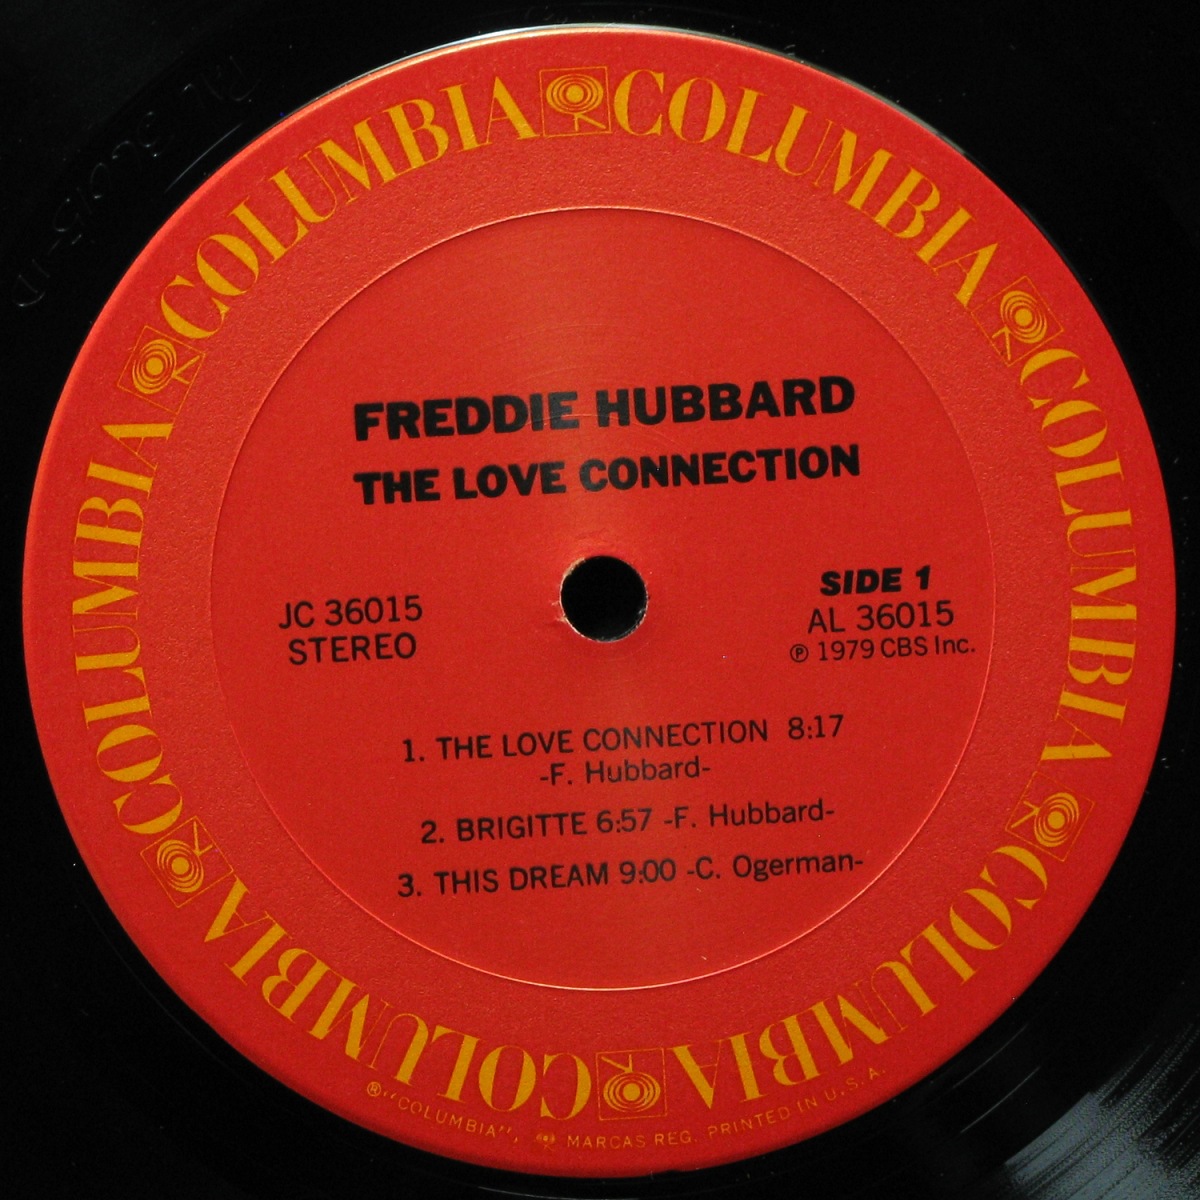 COLUMBIA COLUMBIA COLUMBIA COLUMBIA COLUMBIA COLUMBIA COLUMBIA
FREDDIE HUBBARD
THE LOVE CONNECTION
JC 36015
STEREO
SIDE 1
AL 36015
℗ 1979 CBS Inc.
1. THE LOVE CONNECTION 8:17
-F. Hubbard-
2. BRIGITTE 6:57 -F. Hubbard-
3. THIS DREAM 9:00 -C. Ogerman-
®"COLUMBIA", MARCAS REG. PRINTED IN U.S.A.